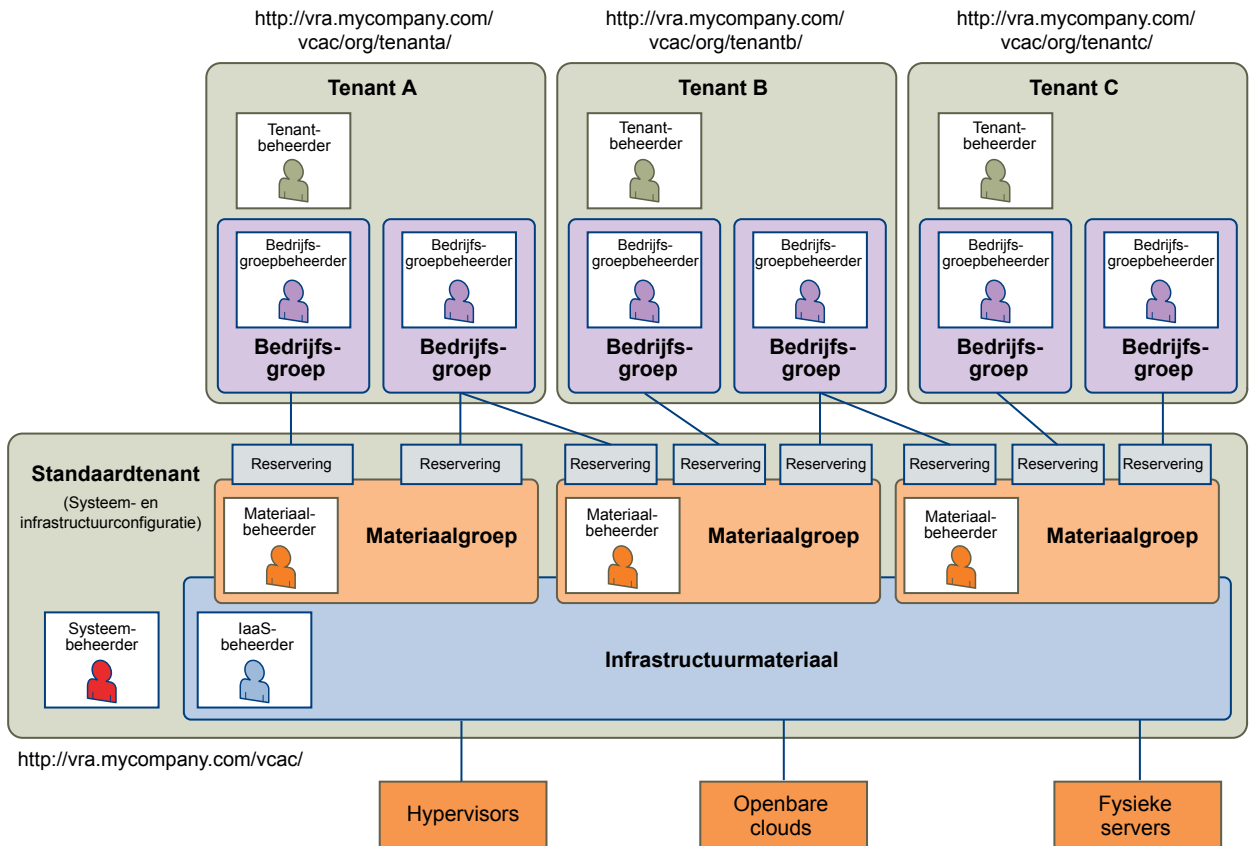 http://vra.mycompany.com/
vcac/org/tenanta/
http://vra.mycompany.com/
vcac/org/tenantb/
http://vra.mycompany.com/
vcac/org/tenantc/
Tenant A
Tenant B
Tenant C
Tenant-
beheerder
Tenant-
beheerder
Tenant-
beheerder
Bedrijfs-
groepbeheerder
Bedrijfs-
groepbeheerder
Bedrijfs-
groepbeheerder
Bedrijfs-
groepbeheerder
Bedrijfs-
groepbeheerder
Bedrijfs-
groepbeheerder
Bedrijfs-
groep
Bedrijfs-
groep
Bedrijfs-
groep
Bedrijfs-
groep
Bedrijfs-
groep
Bedrijfs-
groep
Standaardtenant
(Systeem- en
infrastructuurconfiguratie)
Reservering
Reservering
Reservering
Reservering
Reservering
Reservering
Reservering
Reservering
Materiaal-
beheerder
Materiaalgroep
Materiaal-
beheerder
Materiaalgroep
Materiaal-
beheerder
Materiaalgroep
Systeem-
beheerder
IaaS-
beheerder
Infrastructuurmateriaal
http://vra.mycompany.com/vcac/
Hypervisors
Openbare
clouds
Fysieke
servers